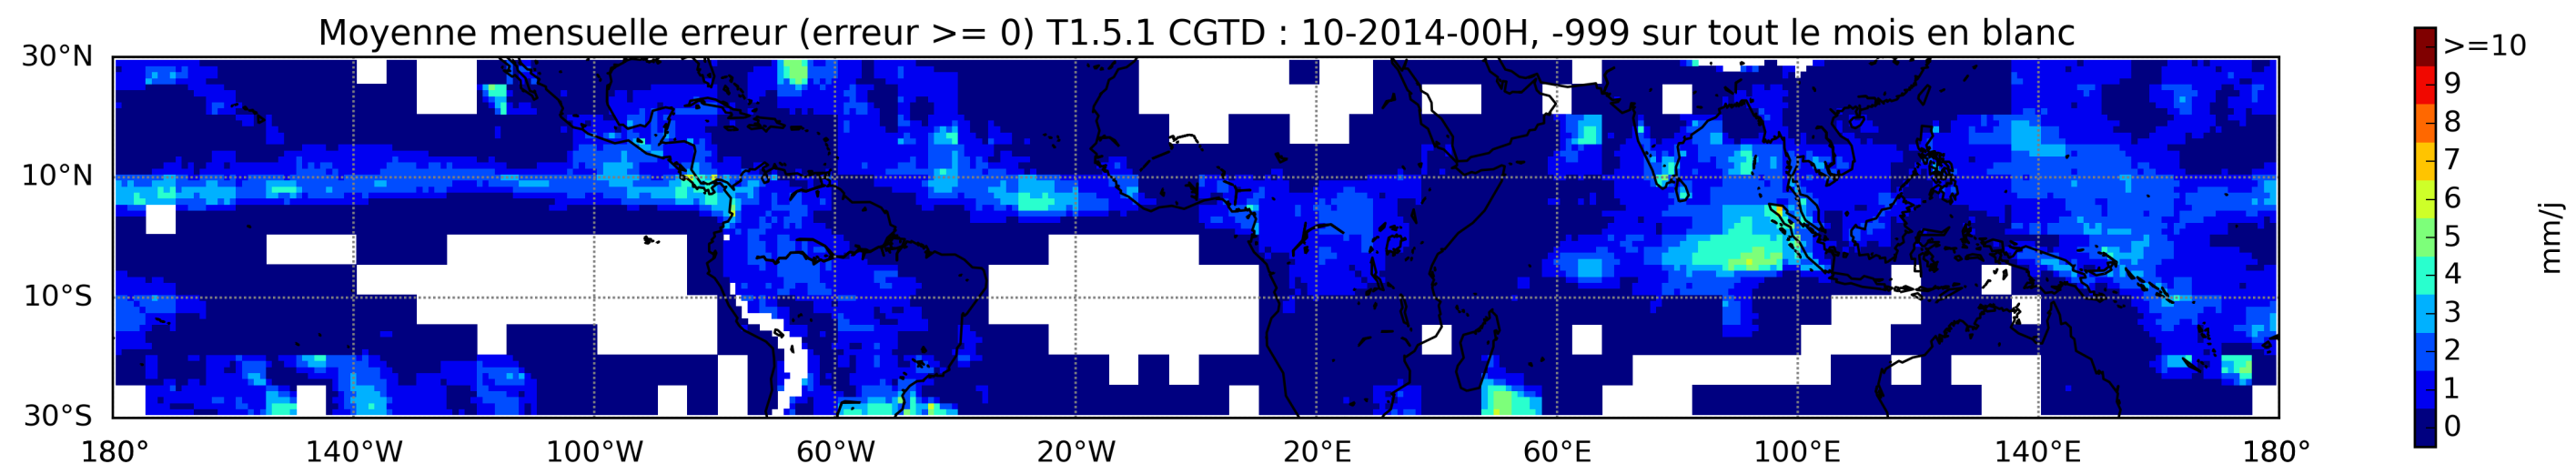 Moyenne mensuelle erreur (erreur >= 0) T1.5.1 CGTD : 10-2014-00H, -999 sur tout le mois en blanc
30°N
10°N
10°S
30°S
180° 140°W 100°W 60°W 20°W 20°E 60°E 100°E 140°E 180°
>=10
9
8
7
6
5
4
3
2
1
0
mm/j